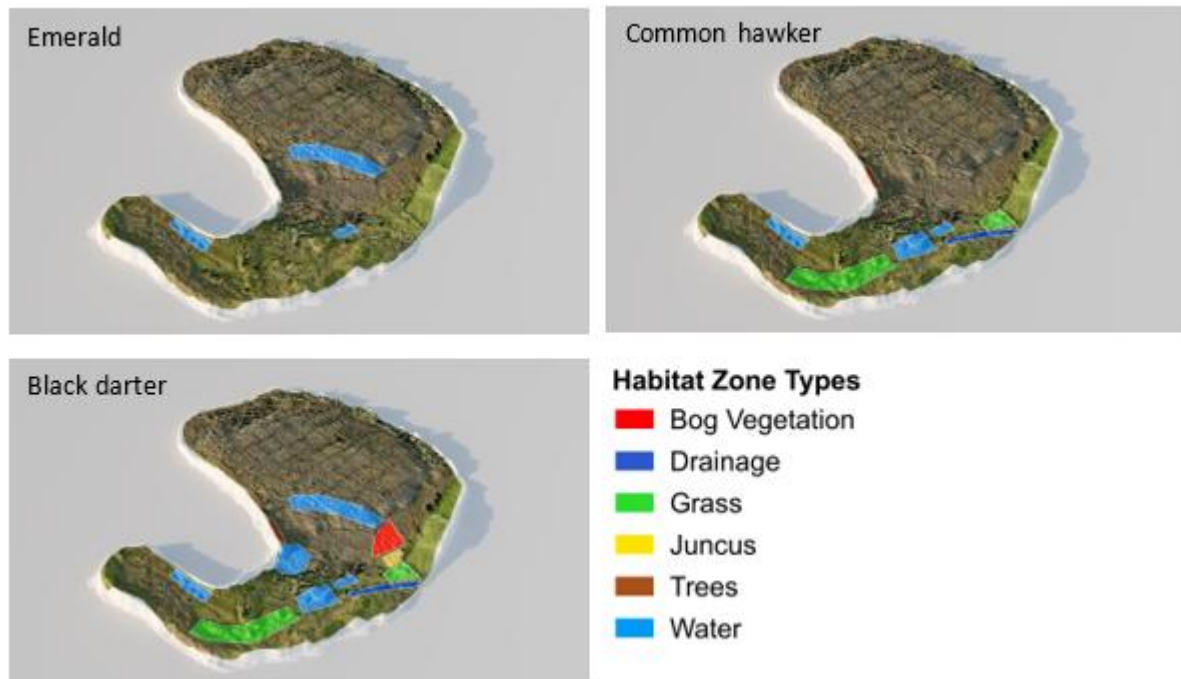 Emerald
Common hawker
Black darter
Habitat Zone Types
Bog Vegetation
Drainage
Grass
Juncus
Trees
Water